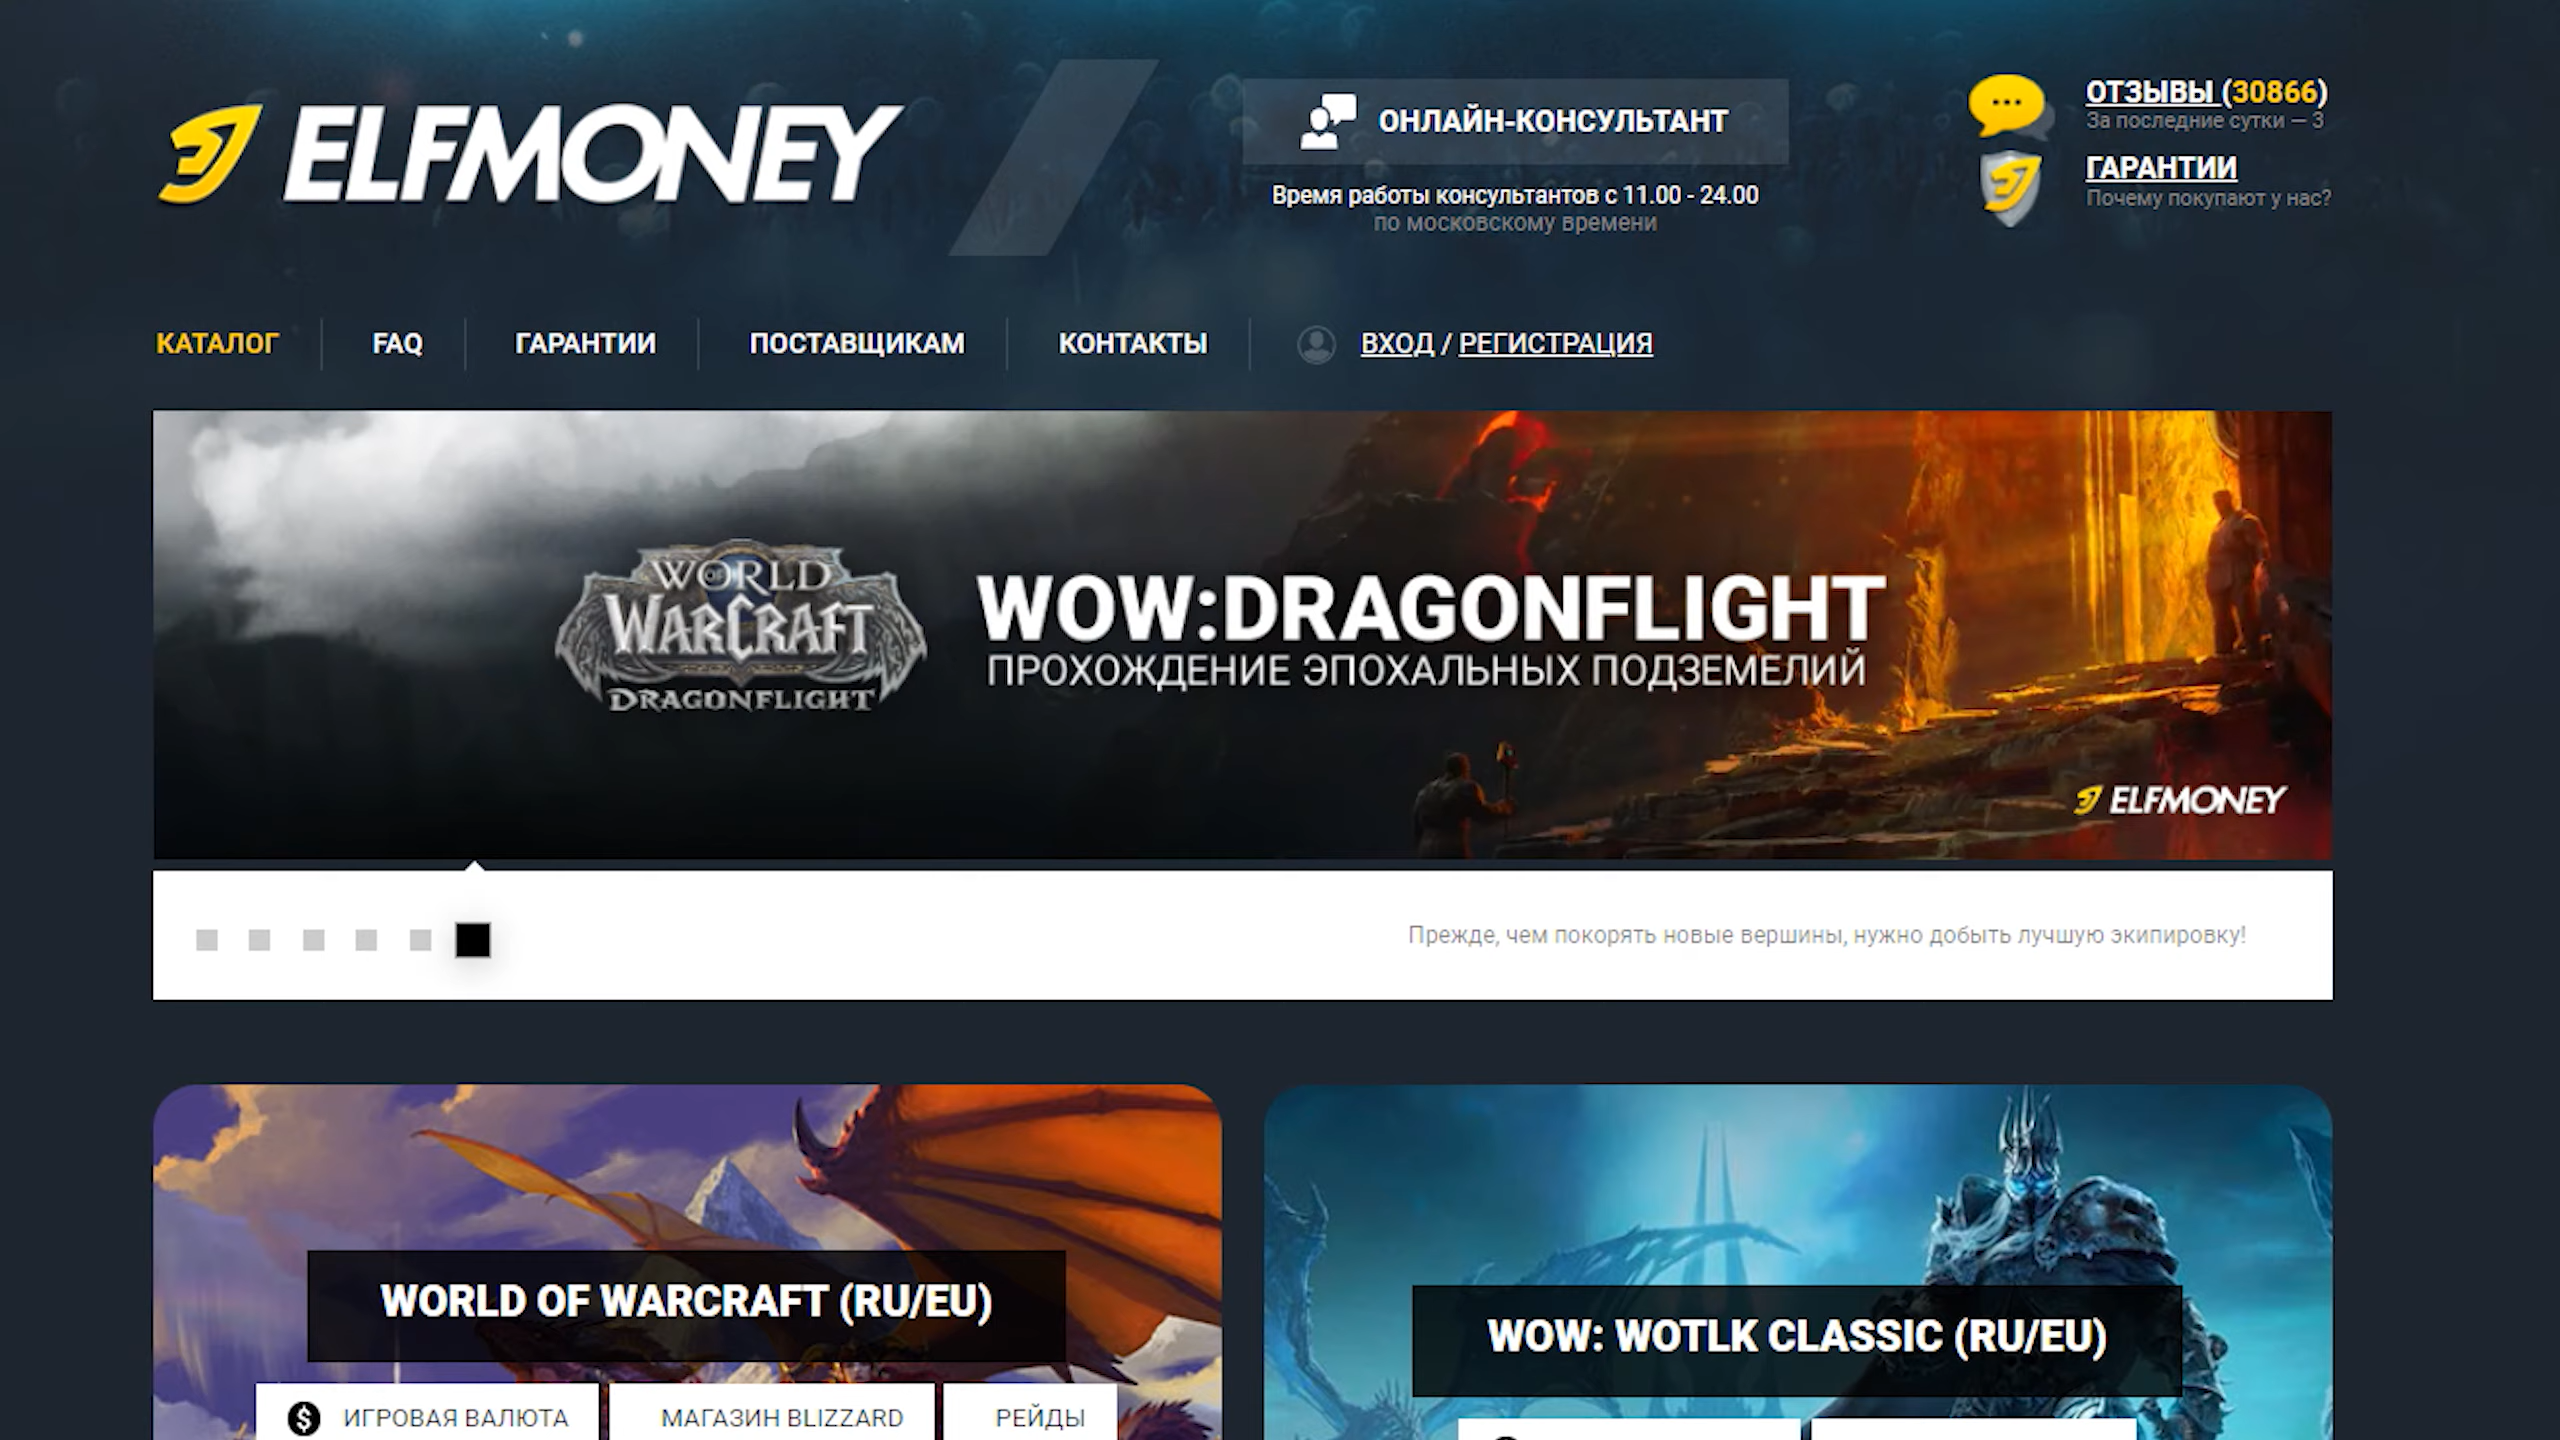 ELFMONEY
ОНЛАЙН-КОНСУЛЬТАНТ
Время работы консультантов с 11.00 - 24.00
по московскому времени
ОТЗЫВЫ (30866)
За последние сутки — 3
ГАРАНТИИ
Почему покупают у нас?
КАТАЛОГ
FAQ
ГАРАНТИИ
ПОСТАВЩИКАМ
КОНТАКТЫ
ВХОД / РЕГИСТРАЦИЯ
WORLD OF
WARCRAFT
DRAGONFLIGHT
WOW:DRAGONFLIGHT
ПРОХОЖДЕНИЕ ЭПОХАЛЬНЫХ ПОДЗЕМЕЛИЙ
ELFMONEY
Прежде, чем покорять новые вершины, нужно добыть лучшую экипировку!
WORLD OF WARCRAFT (RU/EU)
ИГРОВАЯ ВАЛЮТА
МАГАЗИН BLIZZARD
РЕЙДЫ
WOW: WOTLK CLASSIC (RU/EU)